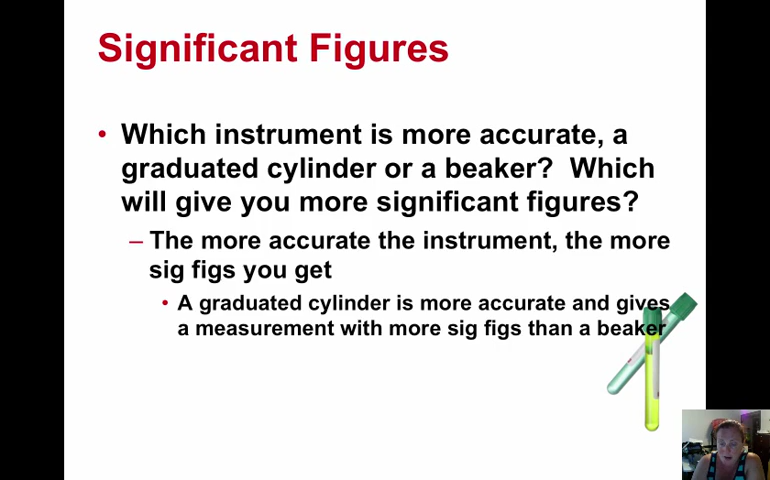 Significant Figures
• Which instrument is more accurate, a
graduated cylinder or a beaker? Which
will give you more significant figures?
– The more accurate the instrument, the more
sig figs you get
• A graduated cylinder is more accurate and gives
a measurement with more sig figs than a beaker